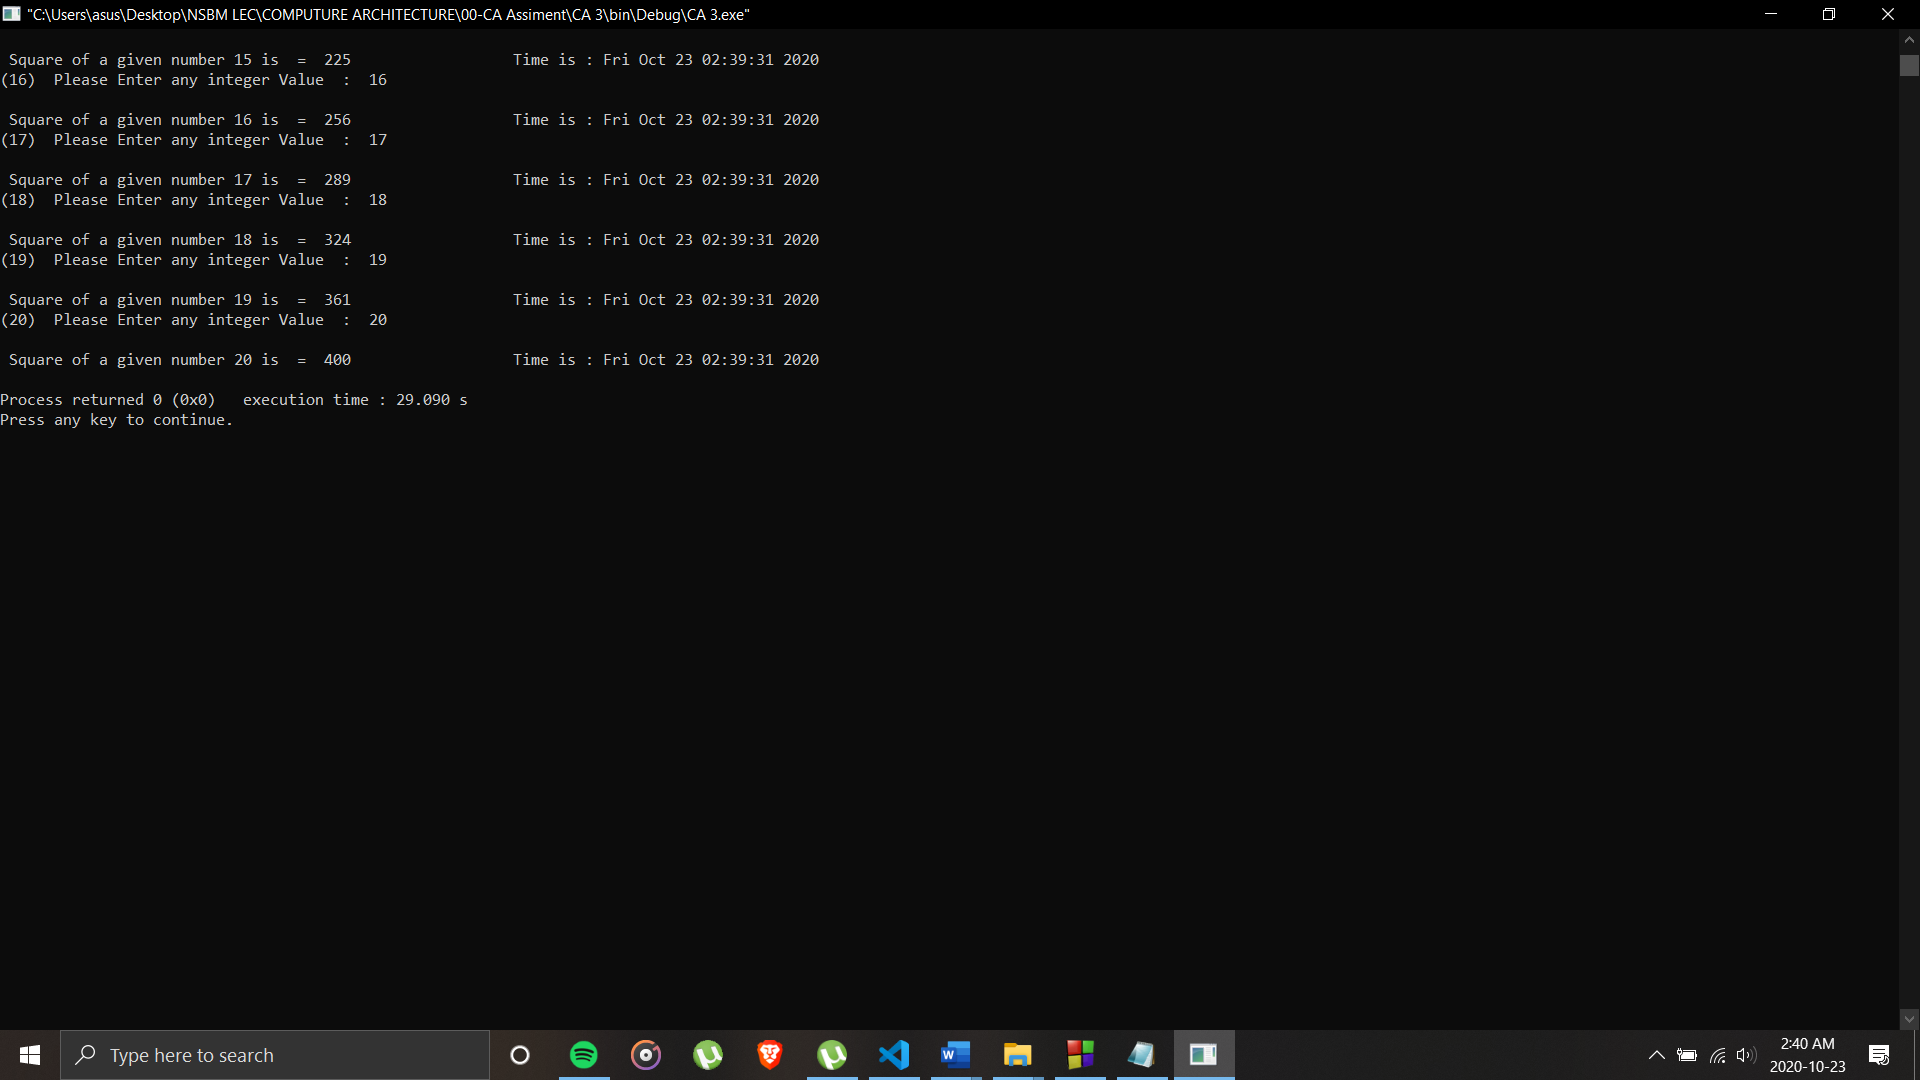 "C:\Users\asus\Desktop\NSBM LEC\COMPUTURE ARCHITECTURE\00-CA Assiment\CA 3\bin\Debug\CA 3.exe"
Square of a given number 15 is  =  225                  Time is : Fri Oct 23 02:39:31 2020
(16)  Please Enter any integer Value  :  16
Square of a given number 16 is  =  256                  Time is : Fri Oct 23 02:39:31 2020
(17)  Please Enter any integer Value  :  17
Square of a given number 17 is  =  289                  Time is : Fri Oct 23 02:39:31 2020
(18)  Please Enter any integer Value  :  18
Square of a given number 18 is  =  324                  Time is : Fri Oct 23 02:39:31 2020
(19)  Please Enter any integer Value  :  19
Square of a given number 19 is  =  361                  Time is : Fri Oct 23 02:39:31 2020
(20)  Please Enter any integer Value  :  20
Square of a given number 20 is  =  400                  Time is : Fri Oct 23 02:39:31 2020
Process returned 0 (0x0)   execution time : 29.090 s
Press any key to continue.
Type here to search
2:40 AM
2020-10-23